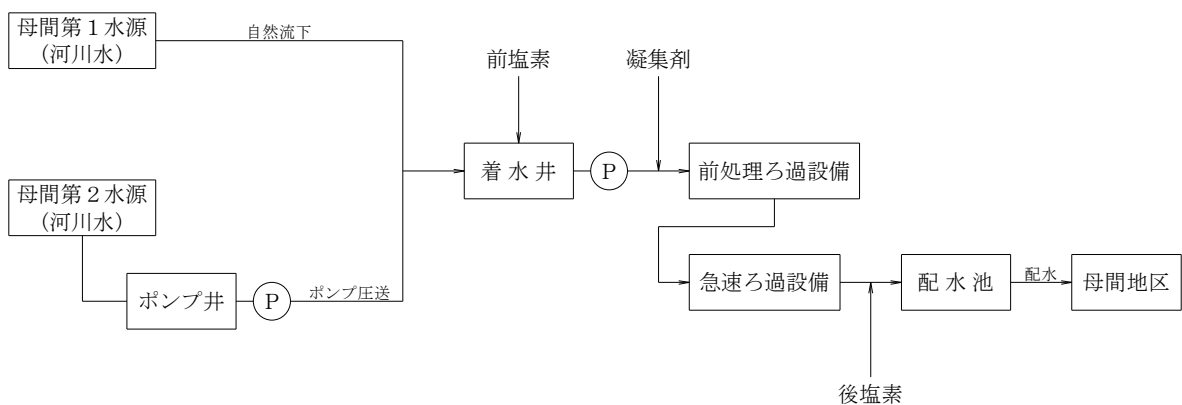 母間第１水源
(河川水)
自然流下
前塩素
凝集剤
着 水 井
P
前処理ろ過設備
母間第２水源
(河川水)
ポンプ井
P
ポンプ圧送
急速ろ過設備
配 水 池
配水
母間地区
後塩素